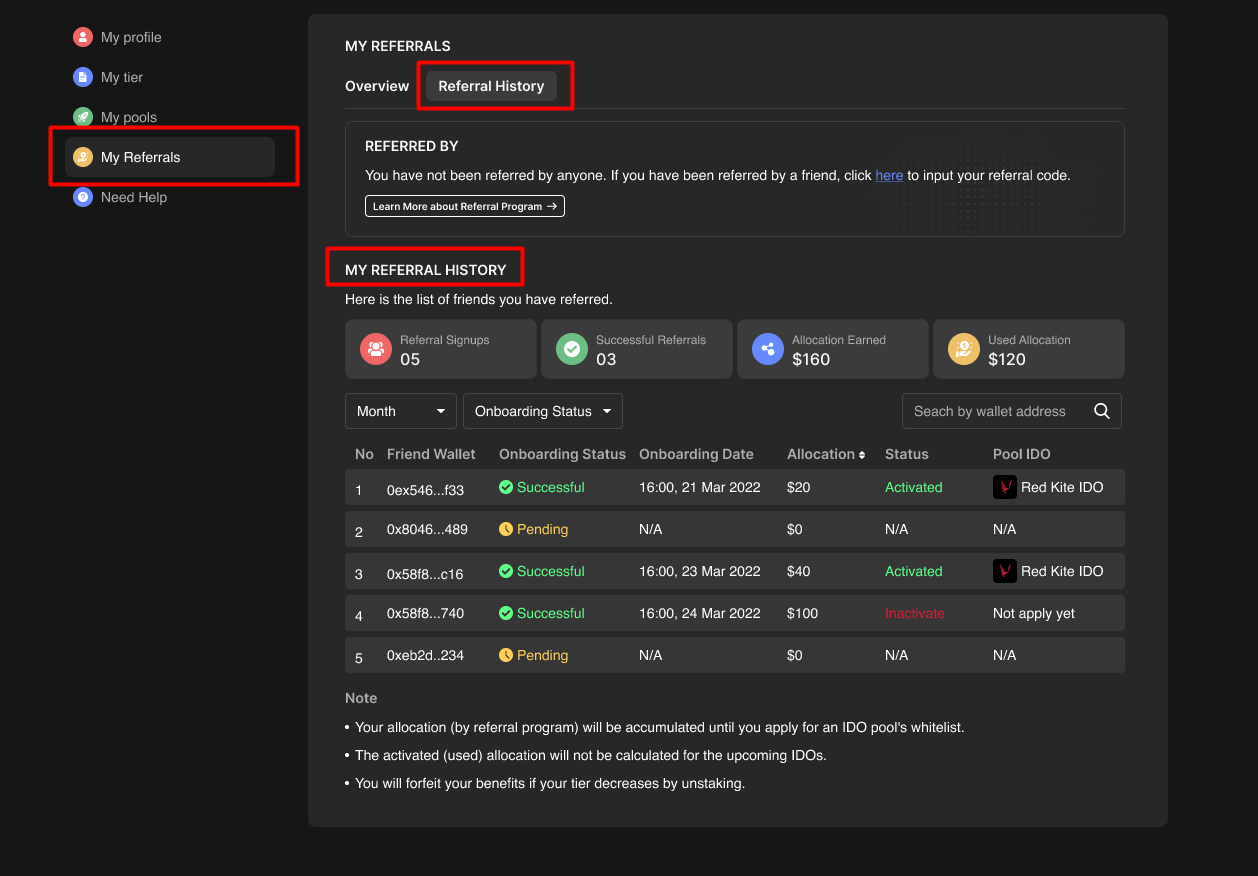 My profile
My tier
My pools
My Referrals
Need Help
MY REFERRALS
Overview Referral History
REFERRED BY
You have not been referred by anyone. If you have been referred by a friend, click here to input your referral code.
Learn More about Referral Program →
MY REFERRAL HISTORY
Here is the list of friends you have referred.
Referral Signups
05
Successful Referrals
03
Allocation Earned
$160
Used Allocation
$120
Month Onboarding Status Seach by wallet address
No Friend Wallet Onboarding Status Onboarding Date Allocation Status Pool IDO
1 0ex546...f33 Successful 16:00, 21 Mar 2022 $20 Activated Red Kite IDO
2 0x8046...489 Pending N/A $0 N/A N/A
3 0x58f8...c16 Successful 16:00, 23 Mar 2022 $40 Activated Red Kite IDO
4 0x58f8...740 Successful 16:00, 24 Mar 2022 $100 Inactivate Not apply yet
5 0xeb2d..234 Pending N/A $0 N/A N/A
Note
• Your allocation (by referral program) will be accumulated until you apply for an IDO pool's whitelist.
• The activated (used) allocation will not be calculated for the upcoming IDOs.
• You will forfeit your benefits if your tier decreases by unstaking.